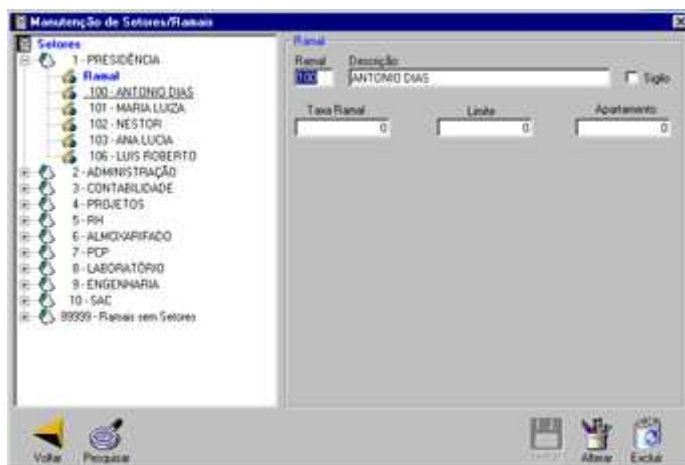 Manutenção de Setores/Ramais
Setores
1 - PRESIDÊNCIA
Ramal
100 - ANTONIO DIAS
101 - MARIA LUIZA
102 - NESTOR
103 - ANA LUCIA
106 - LUIS ROBERTO
2 - ADMINISTRAÇÃO
3 - CONTABILIDADE
4 - PROJETOS
5 - RH
6 - ALMOXARIFADO
7 - PCP
8 - LABORATÓRIO
9 - ENGENHARIA
10 - SAC
99999 - Ramais sem Setores
Ramal
Ramal Descrição
100 ANTONIO DIAS Sigilo
Taxa Ramal Limite Apartamento
0 0 0
Voltar Pesquisar Alterar Excluir